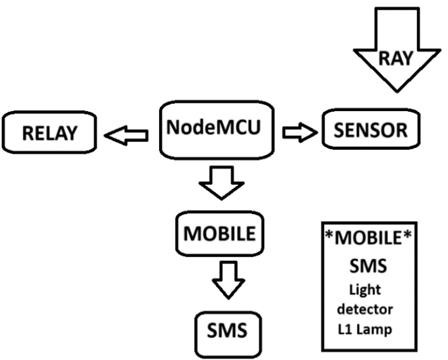 RAY
RELAY
NodeMCU
SENSOR
MOBILE
SMS
*MOBILE*
SMS
Light
detector
L1 Lamp